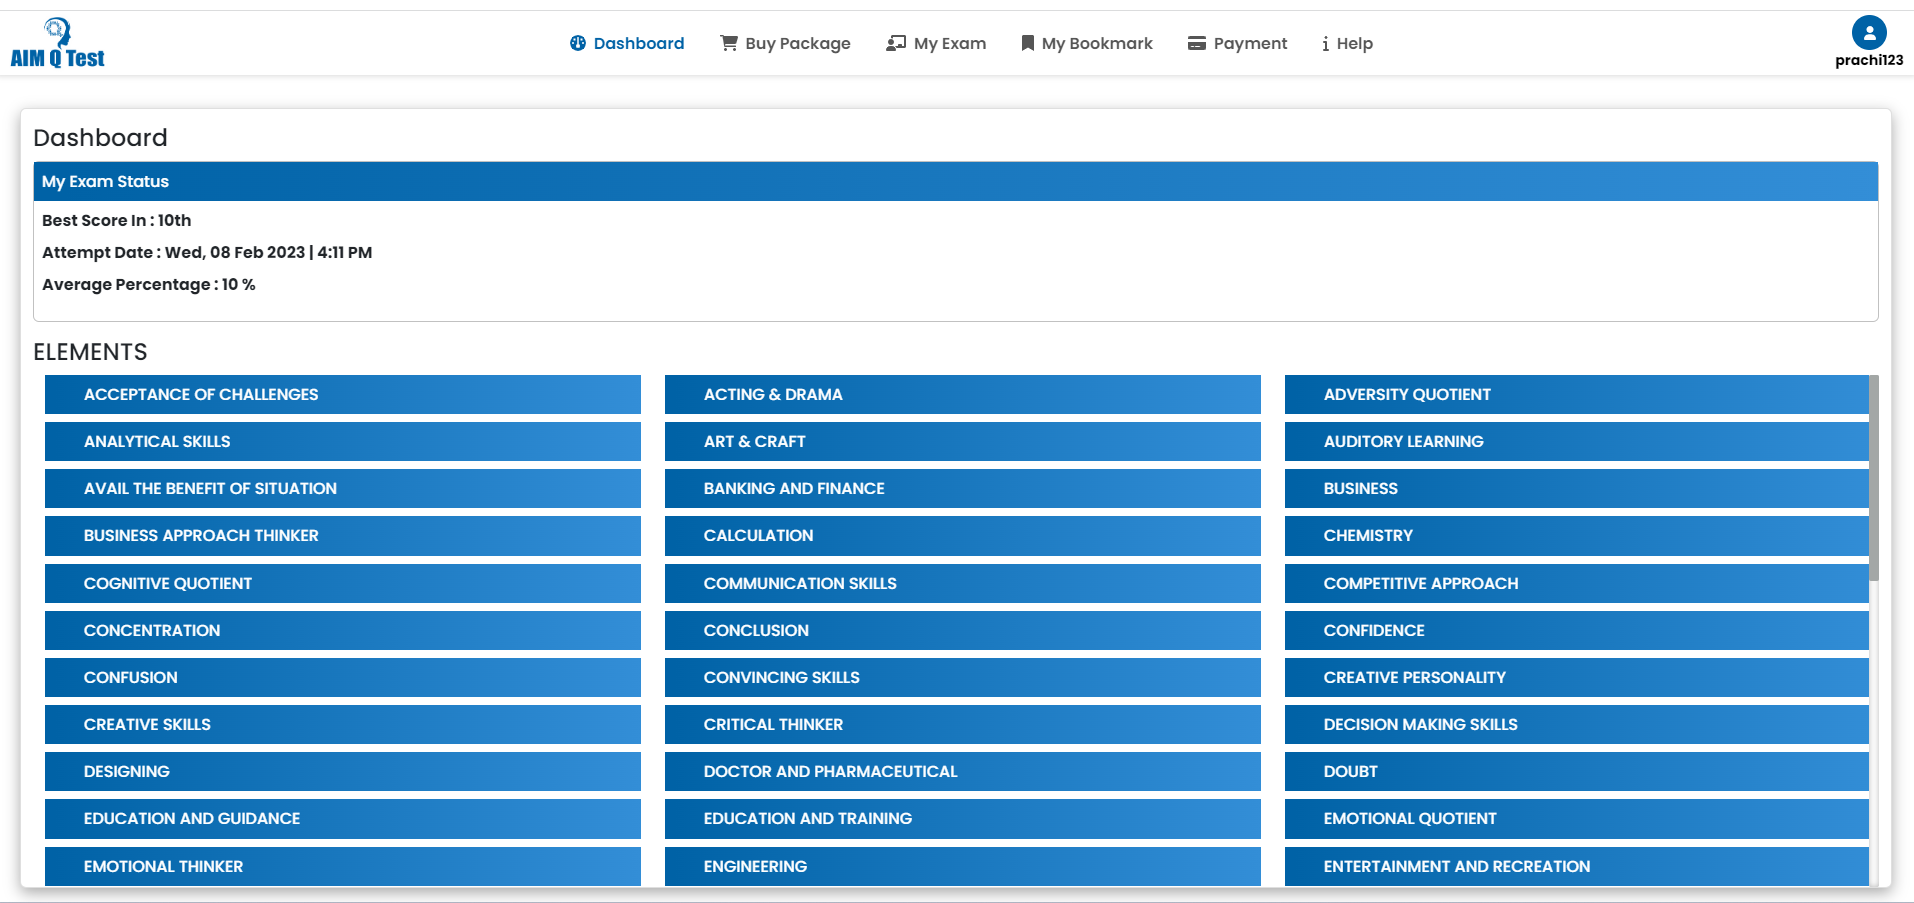 AIM Q Test
Dashboard
Buy Package
My Exam
My Bookmark
Payment
Help
prachi123
Dashboard
My Exam Status
Best Score In : 10th
Attempt Date : Wed, 08 Feb 2023 | 4:11 PM
Average Percentage : 10 %
ELEMENTS
ACCEPTANCE OF CHALLENGES
ACTING & DRAMA
ADVERSITY QUOTIENT
ANALYTICAL SKILLS
ART & CRAFT
AUDITORY LEARNING
AVAIL THE BENEFIT OF SITUATION
BANKING AND FINANCE
BUSINESS
BUSINESS APPROACH THINKER
CALCULATION
CHEMISTRY
COGNITIVE QUOTIENT
COMMUNICATION SKILLS
COMPETITIVE APPROACH
CONCENTRATION
CONCLUSION
CONFIDENCE
CONFUSION
CONVINCING SKILLS
CREATIVE PERSONALITY
CREATIVE SKILLS
CRITICAL THINKER
DECISION MAKING SKILLS
DESIGNING
DOCTOR AND PHARMACEUTICAL
DOUBT
EDUCATION AND GUIDANCE
EDUCATION AND TRAINING
EMOTIONAL QUOTIENT
EMOTIONAL THINKER
ENGINEERING
ENTERTAINMENT AND RECREATION